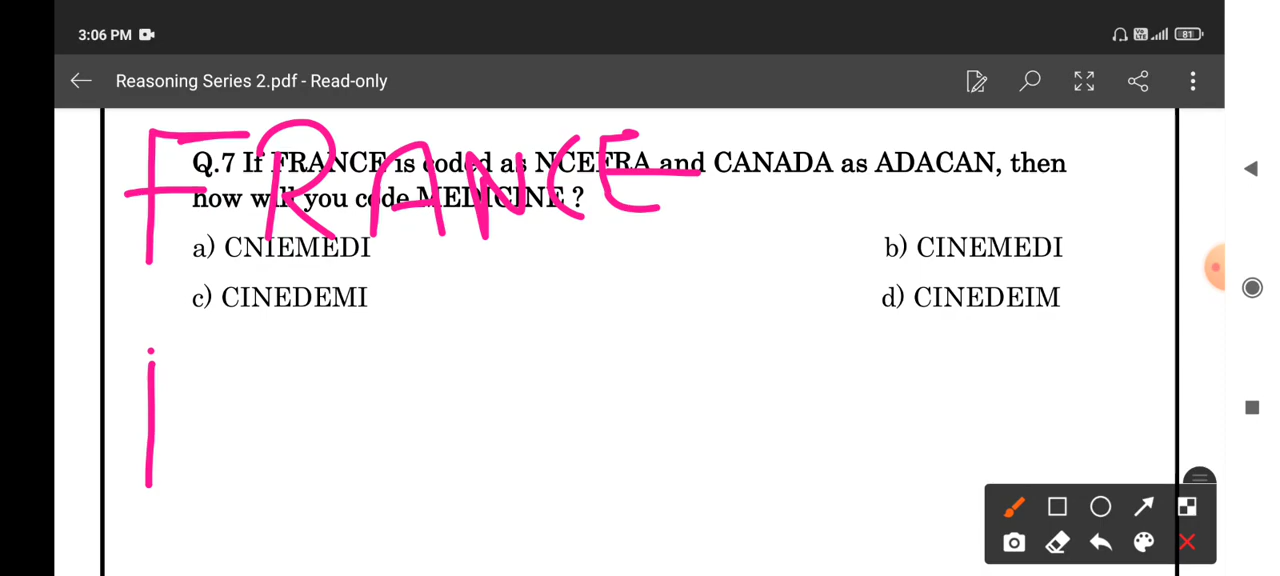 3:06 PM
81
Reasoning Series 2.pdf - Read-only
FRANCE
Q.7 If FRANCE is coded as NCEFRA and CANADA as ADACAN, then
how will you code MEDICINE ?
a) CNIEMEDI b) CINEMEDI
c) CINEDEMI d) CINEDEIM